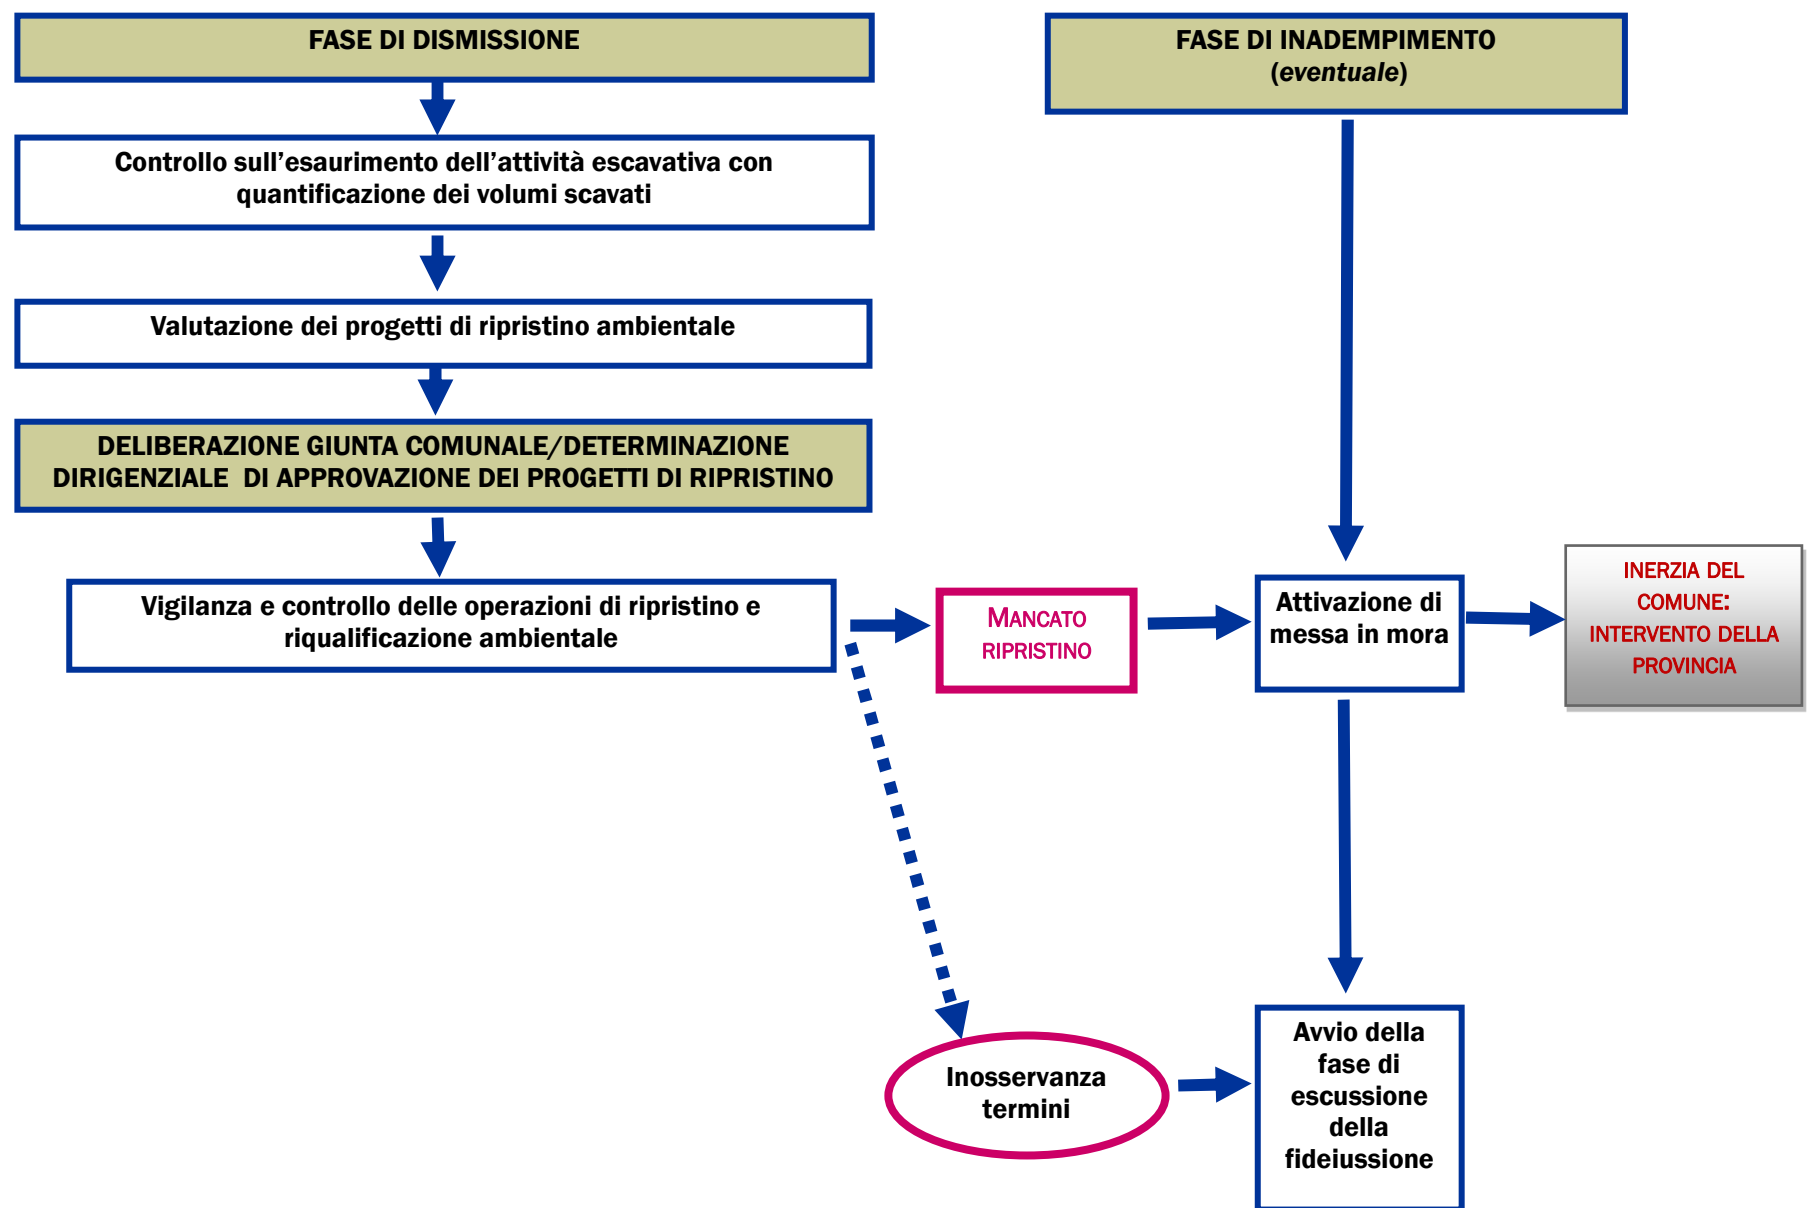 FASE DI DISMISSIONE
Controllo sull’esaurimento dell’attività escavativa con
quantificazione dei volumi scavati
Valutazione dei progetti di ripristino ambientale
DELIBERAZIONE GIUNTA COMUNALE/DETERMINAZIONE
DIRIGENZIALE DI APPROVAZIONE DEI PROGETTI DI RIPRISTINO
Vigilanza e controllo delle operazioni di ripristino e
riqualificazione ambientale
FASE DI INADEMPIMENTO
(eventuale)
MANCATO
RIPRISTINO
Attivazione di
messa in mora
INERZIA DEL
COMUNE:
INTERVENTO DELLA
PROVINCIA
Inosservanza
termini
Avvio della
fase di
escussione
della
fideiussione